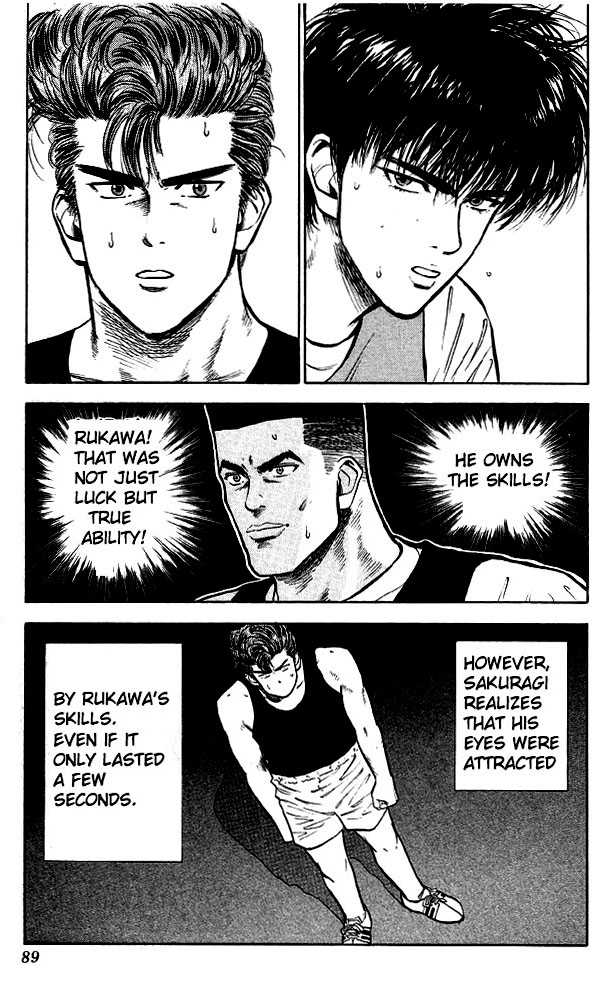 HE OWNS
THE SKILLS!
RUKAWA!
THAT WAS
NOT JUST
LUCK BUT
TRUE
ABILITY!
HOWEVER,
SAKURAGI
REALIZES
THAT HIS
EYES WERE
ATTRACTED
BY RUKAWA'S
SKILLS.
EVEN IF IT
ONLY LASTED
A FEW
SECONDS.
89